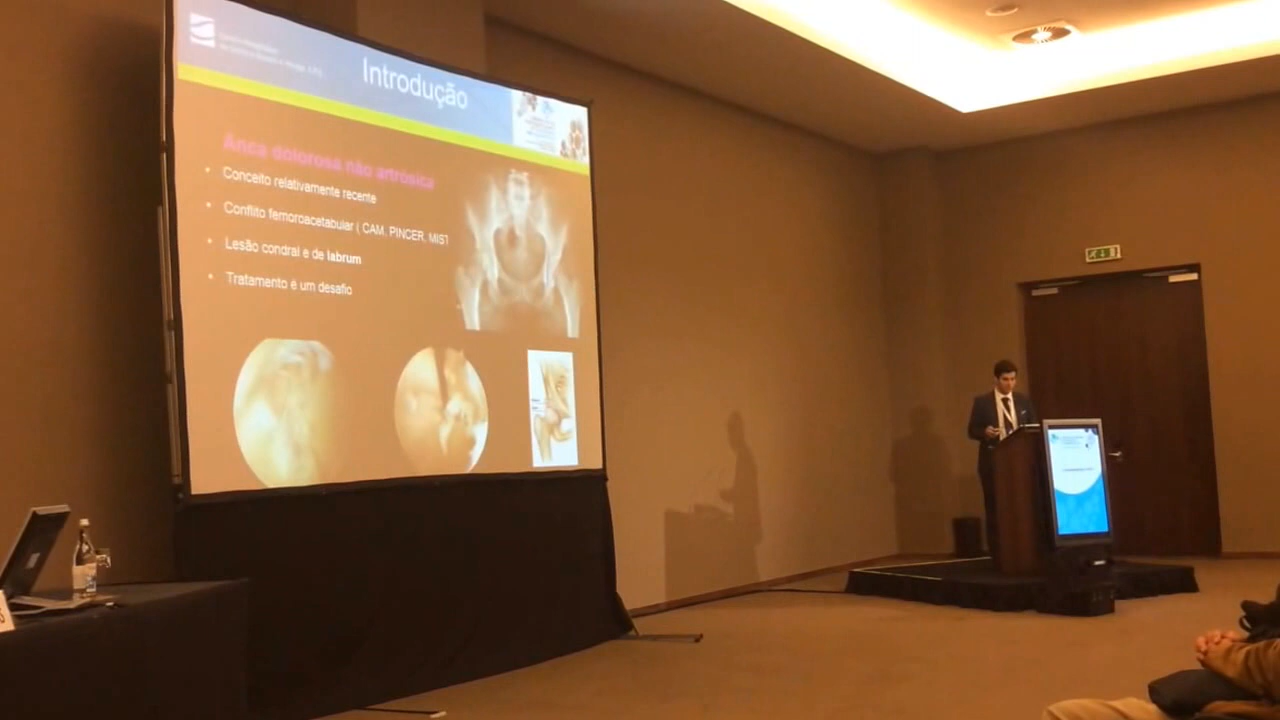 Introdução
Anca dolorosa não artrósica
• Conceito relativamente recente
• Conflito femoroacetabular ( CAM, PINCER, MIST
• Lesão condral e de labrum
• Tratamento é um desafio